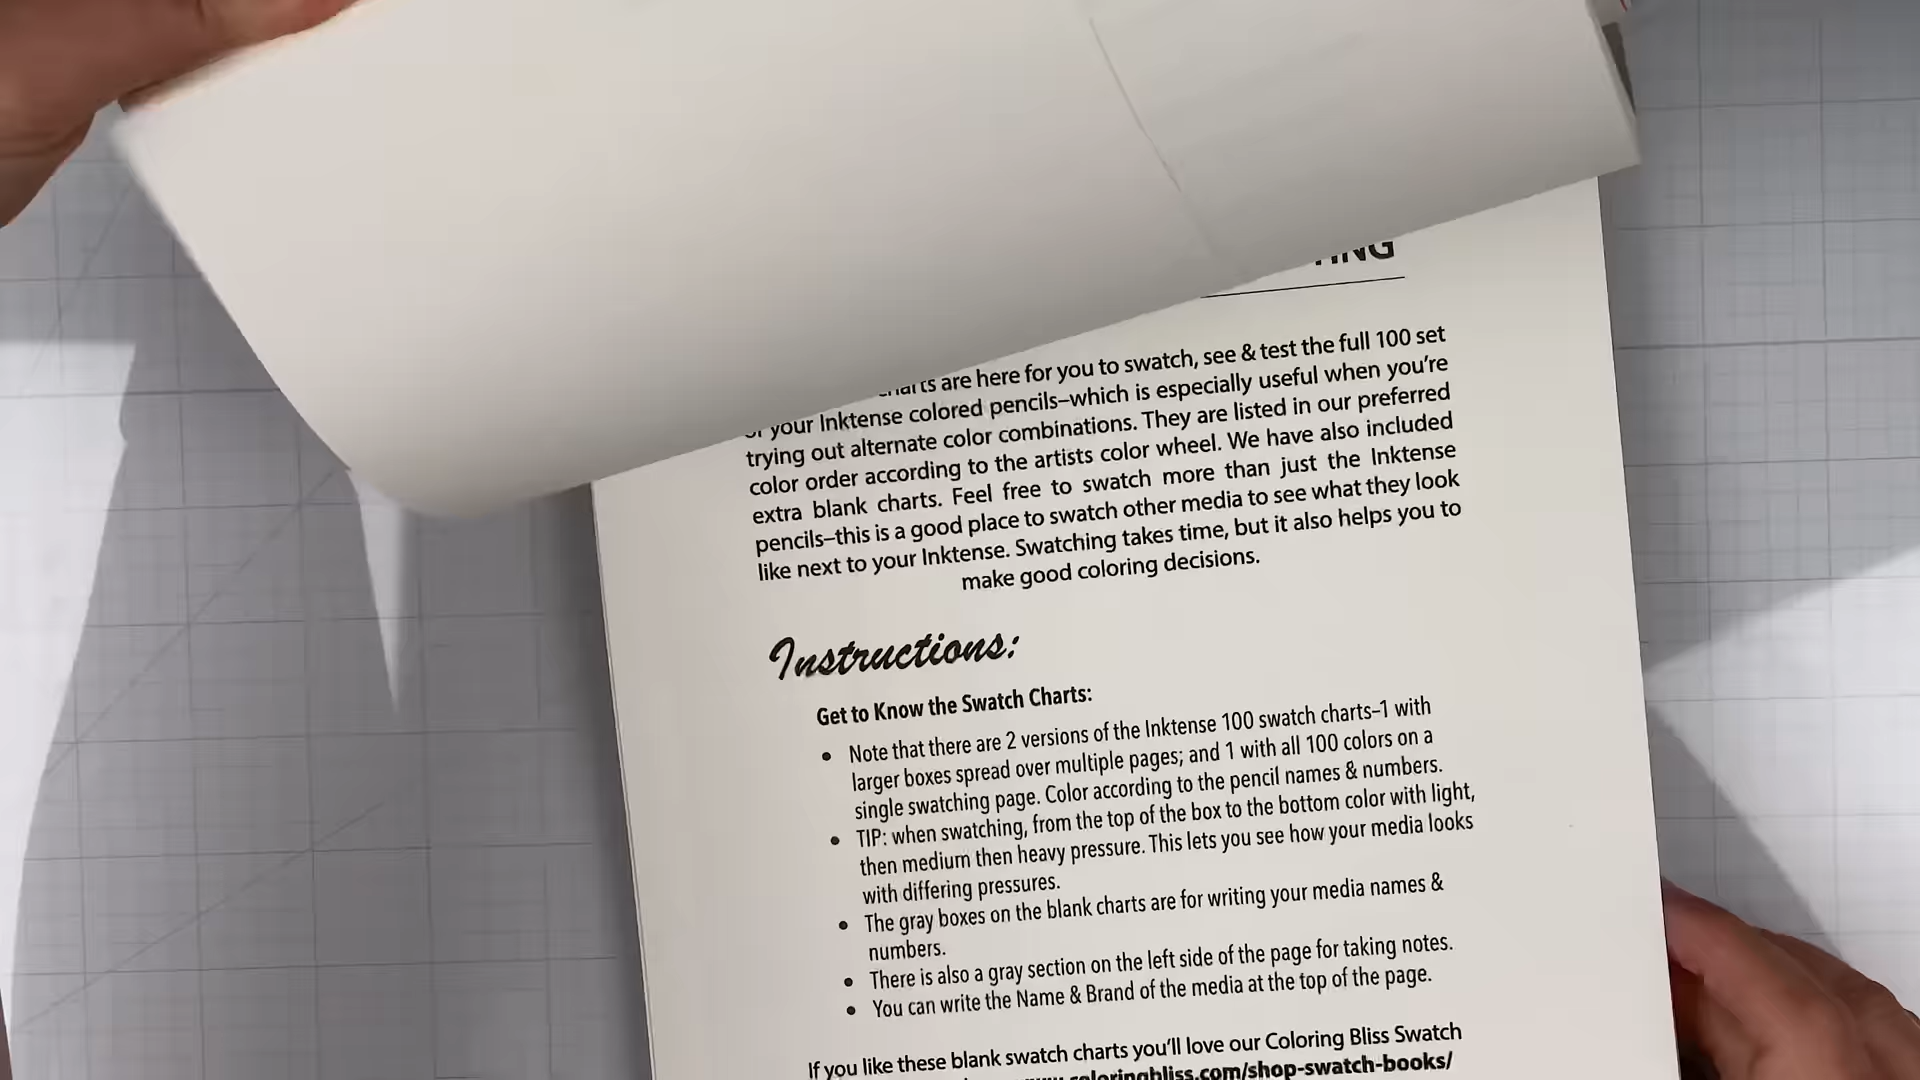 are here for you to swatch, see & test the full 100 set
your Inktense colored pencils–which is especially useful when you're
trying out alternate color combinations. They are listed in our preferred
color order according to the artists color wheel. We have also included
extra blank charts. Feel free to swatch more than just the Inktense
pencils–this is a good place to swatch other media to see what they look
like next to your Inktense. Swatching takes time, but it also helps you to
make good coloring decisions.
Instructions:
Get to Know the Swatch Charts:
• Note that there are 2 versions of the Inktense 100 swatch charts–1 with
larger boxes spread over multiple pages; and 1 with all 100 colors on a
single swatching page. Color according to the pencil names & numbers.
• TIP: when swatching, from the top of the box to the bottom color with light,
then medium then heavy pressure. This lets you see how your media looks
with differing pressures.
• The gray boxes on the blank charts are for writing your media names &
numbers.
• There is also a gray section on the left side of the page for taking notes.
• You can write the Name & Brand of the media at the top of the page.
If you like these blank swatch charts you'll love our Coloring Bliss Swatch
coloringbliss.com/shop-swatch-books/